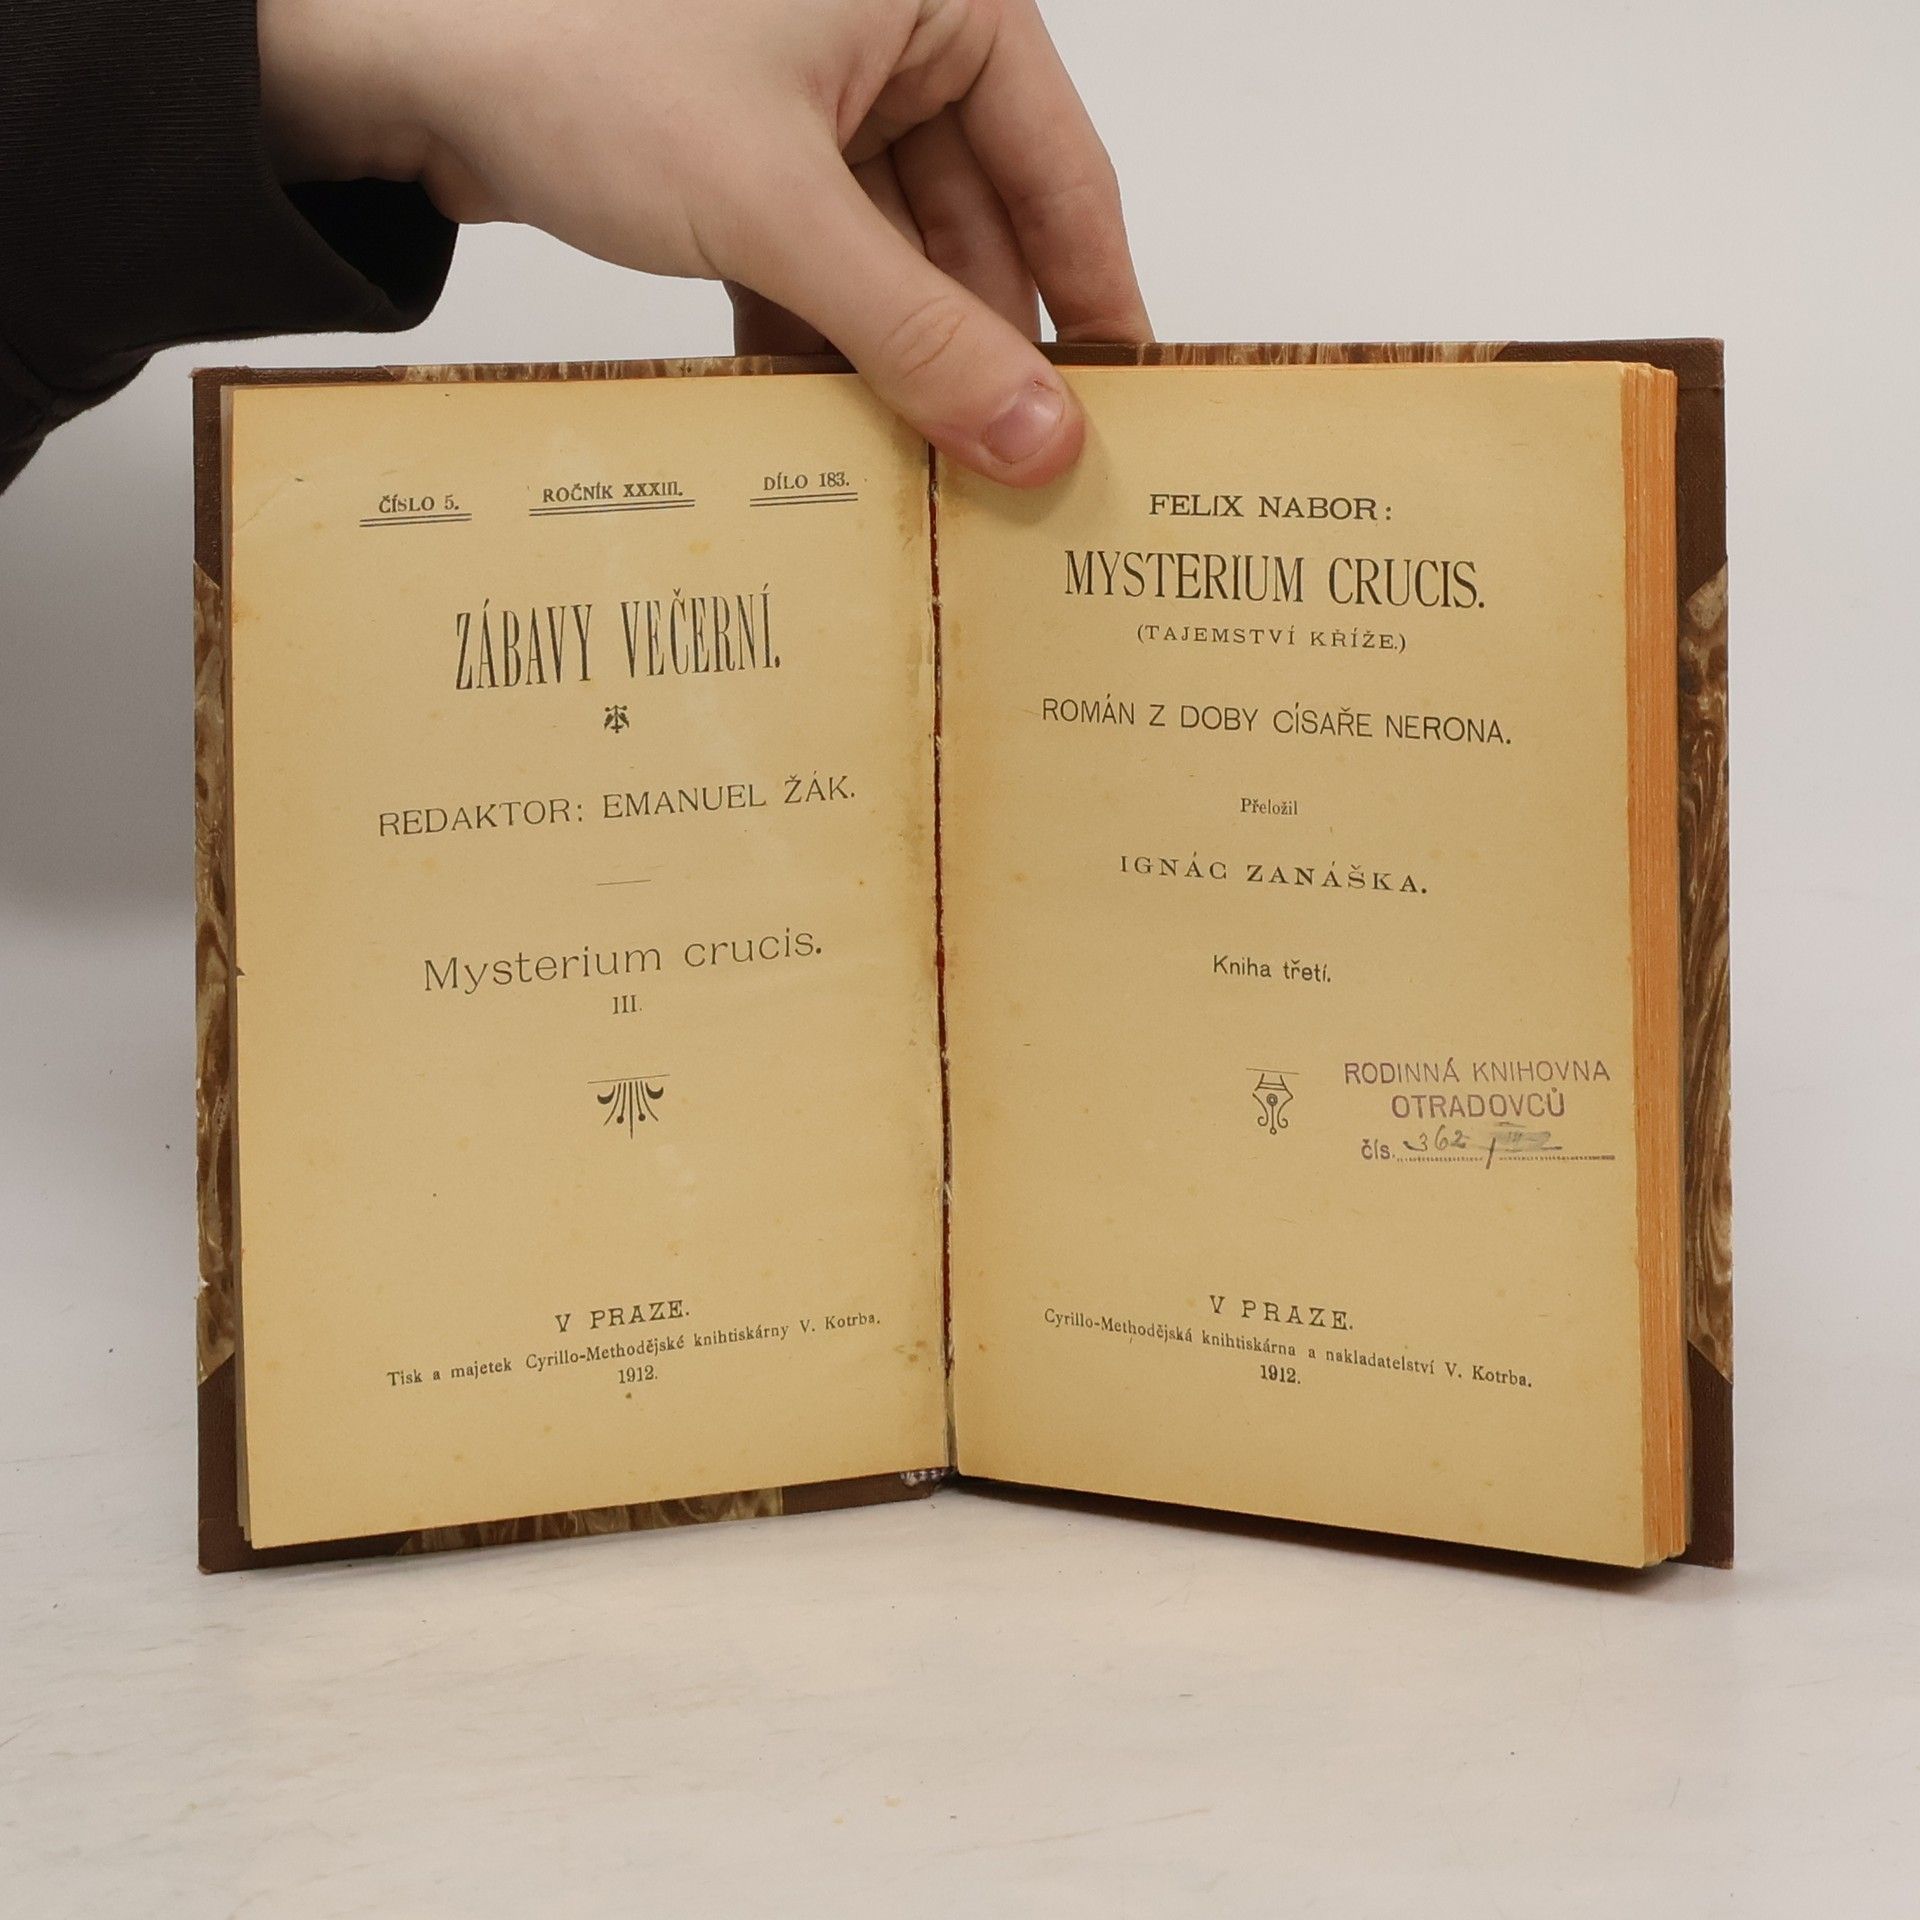 ČÍSLO 5. ROČNÍK XXXIII. DÍLO 183.
ZÁBAVY VEČERNÍ.
REDAKTOR: EMANUEL ŽÁK.
Mysterium crucis.
III.
V PRAZE.
Tisk a majetek Cyrillo-Methodějské knihtiskárny V. Kotrba.
1912.
FELIX NABOR:
MYSTERIUM CRUCIS.
(TAJEMSTVÍ KŘÍŽE.)
ROMÁN Z DOBY CÍSAŘE NERONA.
Přeložil
IGNÁC ZANÁŠKA.
Kniha třetí.
RODINNÁ KNIHOVNA
OTRADOVCŮ
čís. 362
V PRAZE.
Cyrillo-Methodějská knihtiskárna a nakladatelství V. Kotrba.
1912.